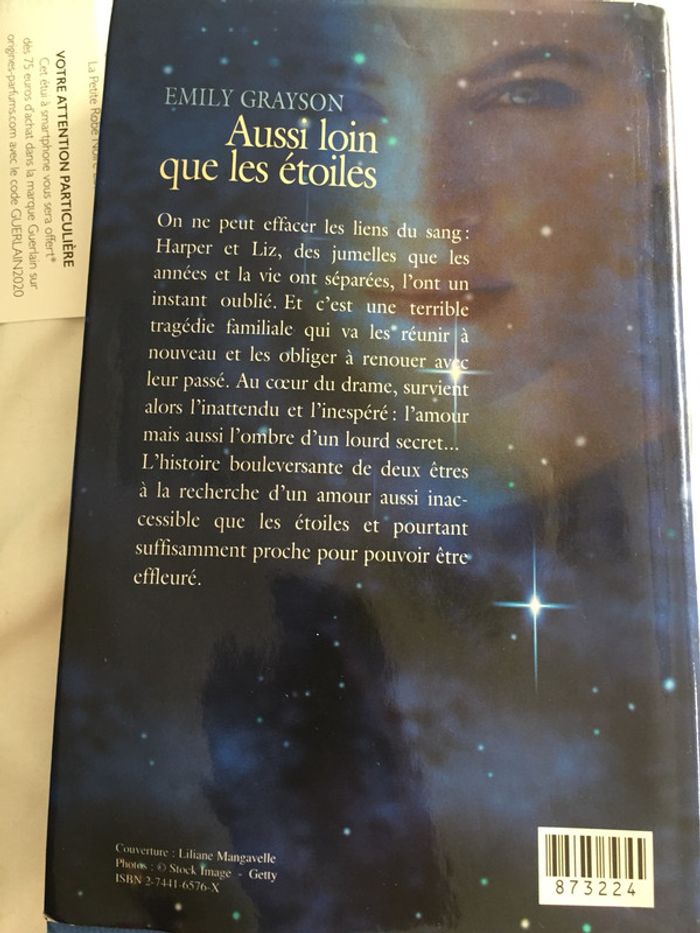 EMILY GRAYSON
Aussi loin
que les étoiles
On ne peut effacer les liens du sang :
Harper et Liz, des jumelles que les
années et la vie ont séparées, l'ont un
instant oublié. Et c'est une terrible
tragédie familiale qui va les réunir à
nouveau et les obliger à renouer avec
leur passé. Au cœur du drame, survient
alors l'inattendu et l'inespéré : l'amour
mais aussi l'ombre d'un lourd secret...
L'histoire bouleversante de deux êtres
à la recherche d'un amour aussi inac-
cessible que les étoiles et pourtant
suffisamment proche pour pouvoir être
effleuré.
Couverture : Liliane Mangavelle
Photos : © Stock Image - Getty
ISBN 2-7441-6576-X
873224
La Petite Robe Noire
VOTRE ATTENTION PARTICULIÈRE
Cet étui à smartphone vous sera offert*
dès 75 euros d'achat dans la marque Guerlain sur
origines-parfums.com avec le code GUERLAIN2020